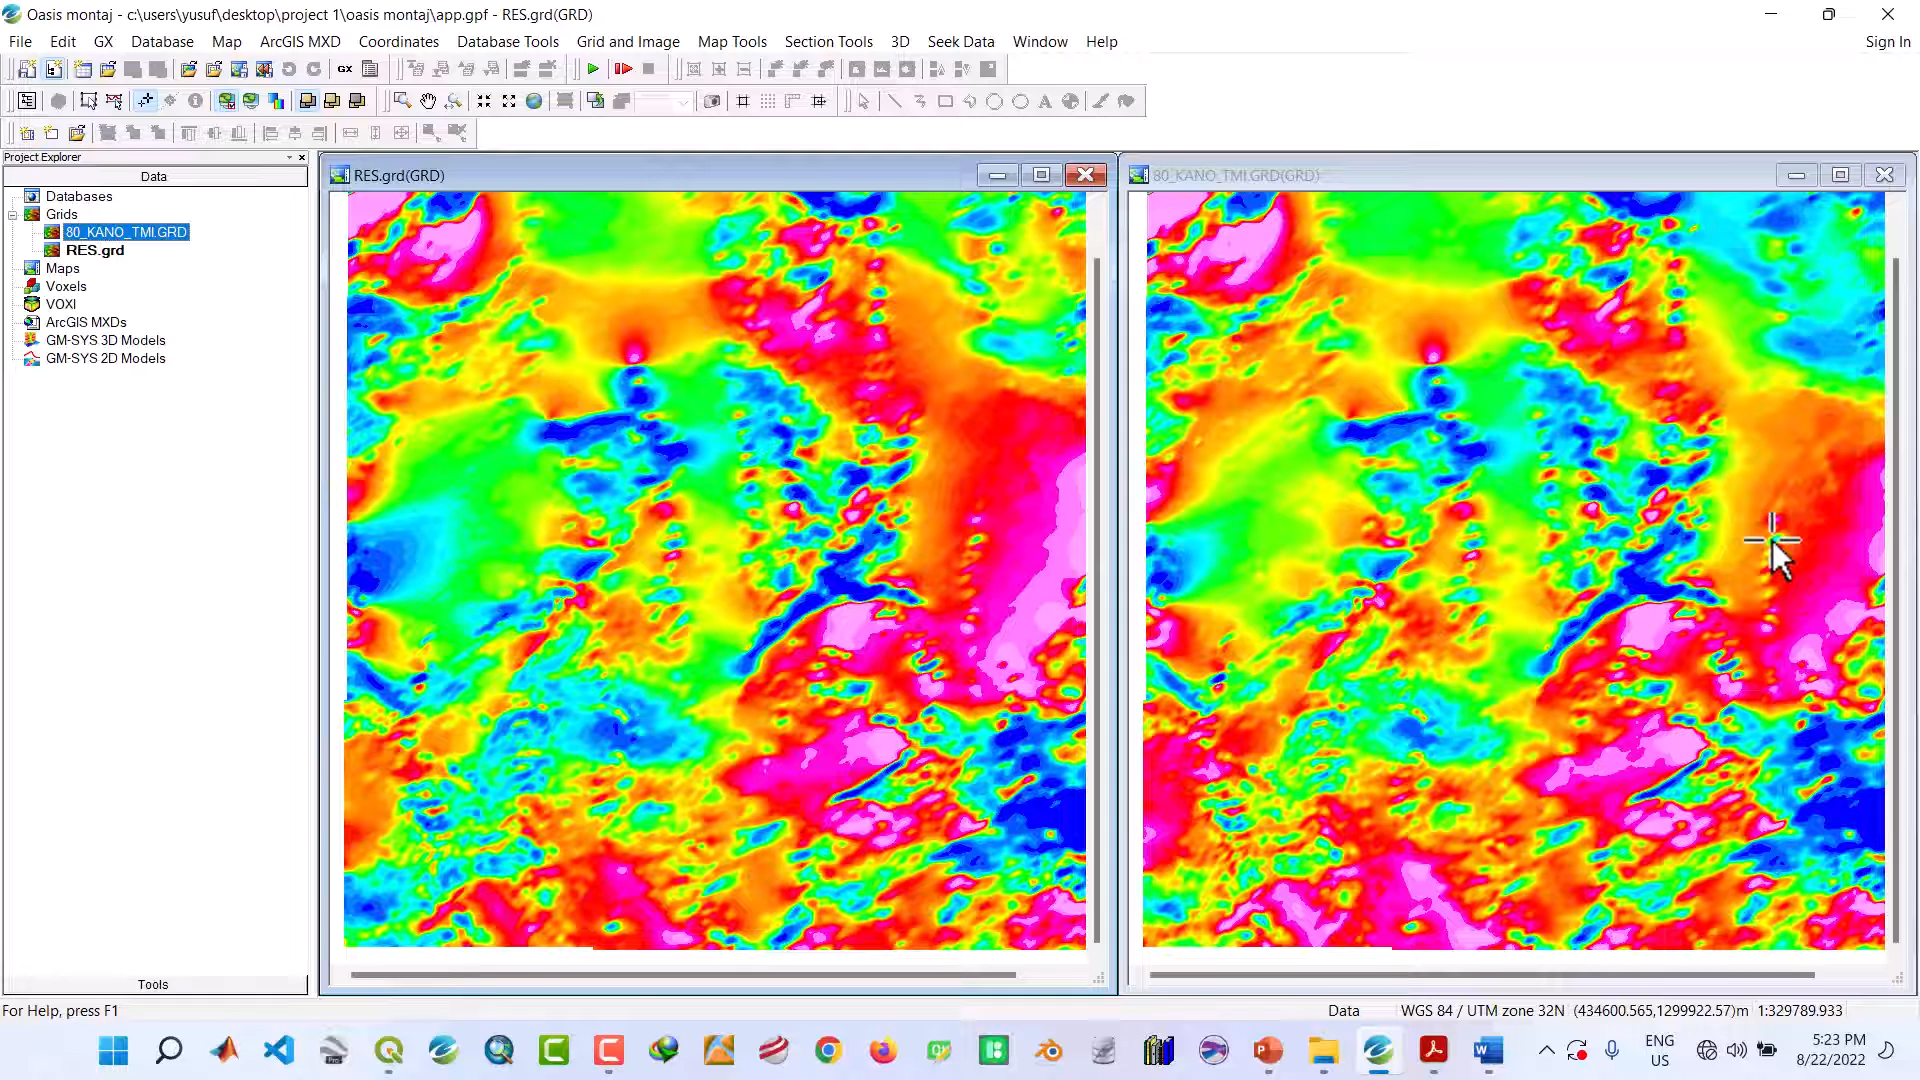 Oasis montaj - c:\users\yusuf\desktop\project 1\oasis montaj\app.gpf - RES.grd(GRD)
File Edit GX Database Map ArcGIS MXD Coordinates Database Tools Grid and Image Map Tools Section Tools 3D Seek Data Window Help Sign In
GX
Project Explorer
Data
Databases
Grids
80_KANO_TMI.GRD
RES.grd
Maps
Voxels
VOXI
ArcGIS MXDs
GM-SYS 3D Models
GM-SYS 2D Models
Tools
RES.grd(GRD)
80_KANO_TMI.GRD(GRD)
For Help, press F1
Data WGS 84 / UTM zone 32N (434600.565,1299922.57)m 1:329789.933
ENG
US
5:23 PM
8/22/2022